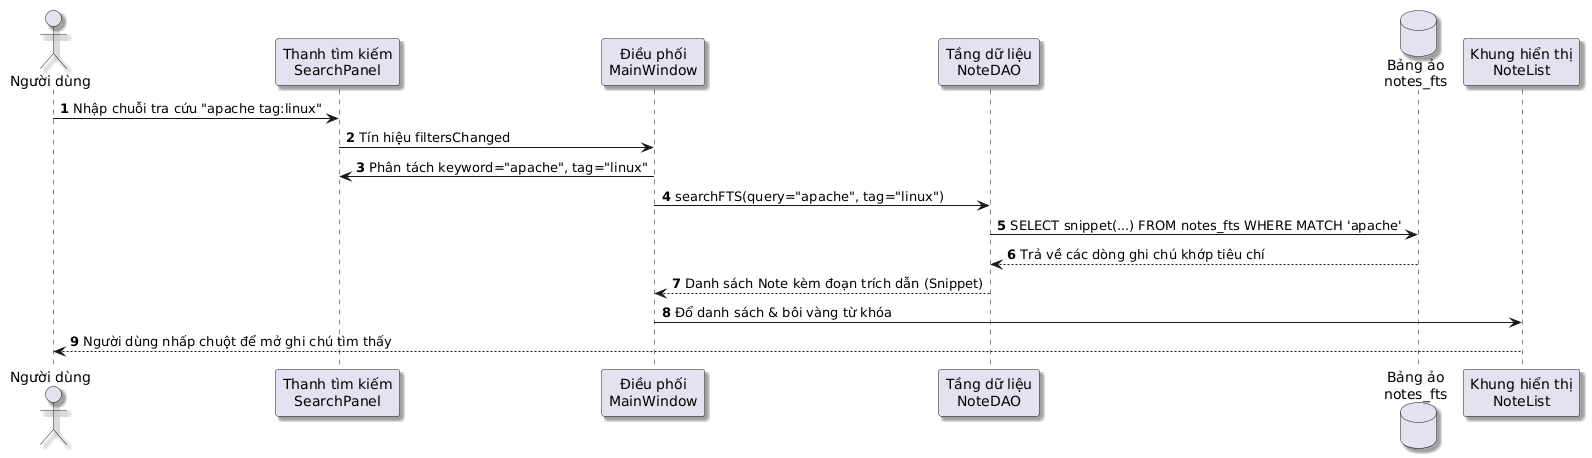 Người dùng
Thanh tìm kiếm
SearchPanel
Điều phối
MainWindow
Tầng dữ liệu
NoteDAO
Bảng ảo
notes_fts
Khung hiển thị
NoteList
1 Nhập chuỗi tra cứu "apache tag:linux"
2 Tín hiệu filtersChanged
3 Phân tách keyword="apache", tag="linux"
4 searchFTS(query="apache", tag="linux")
5 SELECT snippet(...) FROM notes_fts WHERE MATCH 'apache'
6 Trả về các dòng ghi chú khớp tiêu chí
7 Danh sách Note kèm đoạn trích dẫn (Snippet)
8 Đổ danh sách & bôi vàng từ khóa
9 Người dùng nhấp chuột để mở ghi chú tìm thấy
Người dùng
Thanh tìm kiếm
SearchPanel
Điều phối
MainWindow
Tầng dữ liệu
NoteDAO
Bảng ảo
notes_fts
Khung hiển thị
NoteList